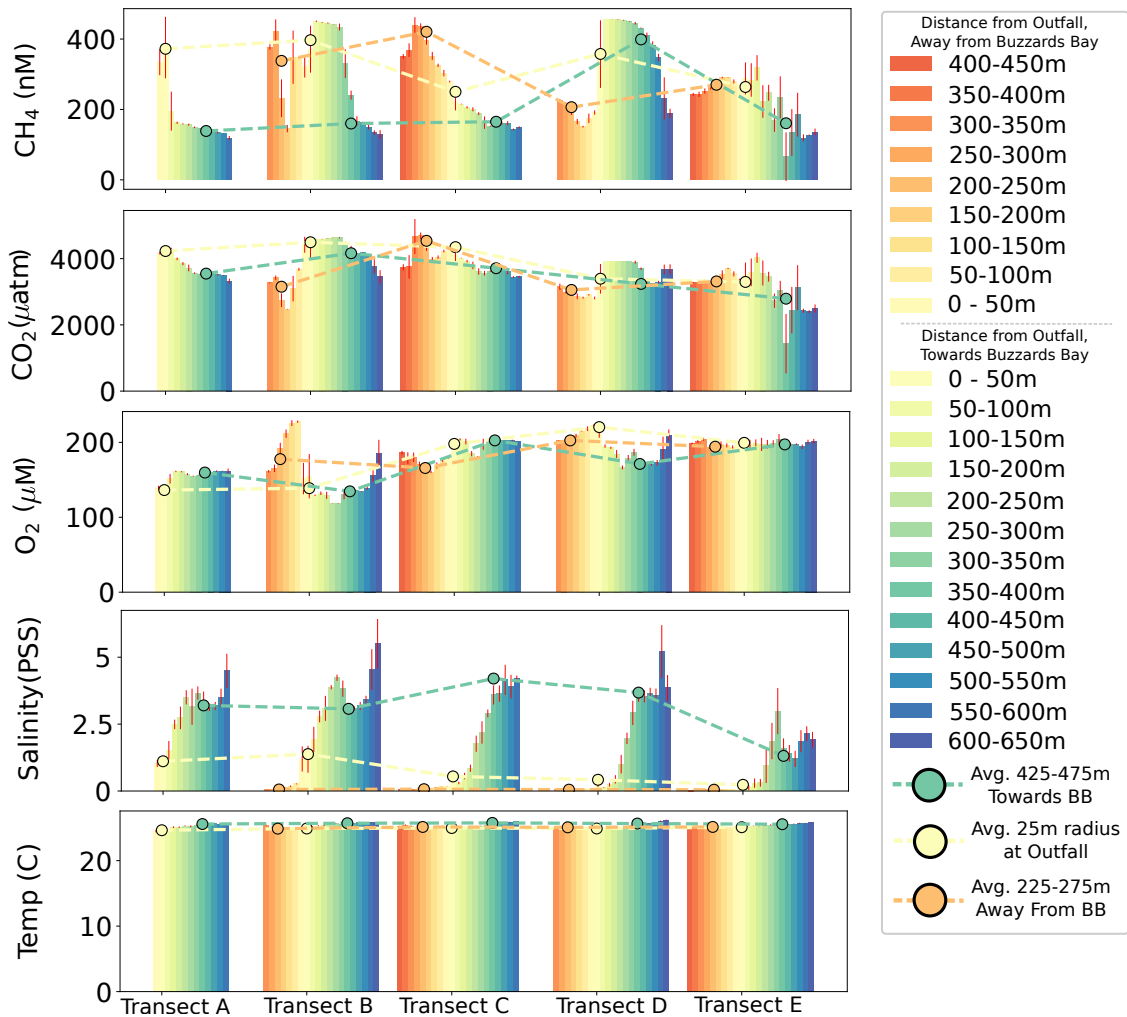 CH₄ (nM)
400
200
0
CO₂(μatm)
4000
2000
0
O₂ (μM)
200
100
0
Salinity(PSS)
5
2.5
0
Temp (C)
20
10
0
Transect A Transect B Transect C Transect D Transect E
Distance from Outfall,
Away from Buzzards Bay
400-450m
350-400m
300-350m
250-300m
200-250m
150-200m
100-150m
50-100m
0 - 50m
Distance from Outfall,
Towards Buzzards Bay
0 - 50m
50-100m
100-150m
150-200m
200-250m
250-300m
300-350m
350-400m
400-450m
450-500m
500-550m
550-600m
600-650m
Avg. 425-475m
Towards BB
Avg. 25m radius
at Outfall
Avg. 225-275m
Away From BB